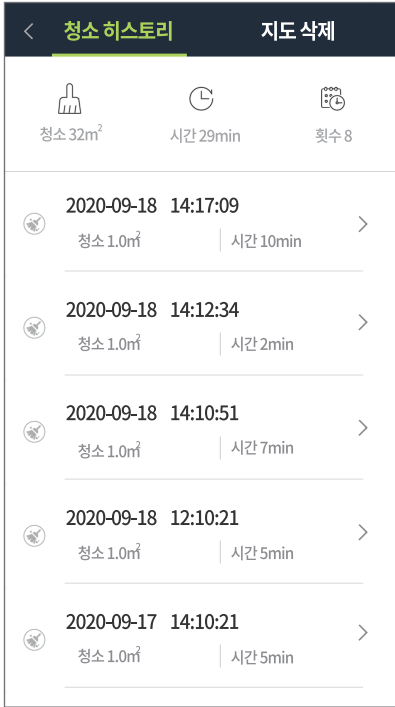 청소 히스토리 지도 삭제
청소 32m² 시간 29min 횟수 8
2020-09-18 14:17:09
청소 1.0m² 시간 10min
2020-09-18 14:12:34
청소 1.0m² 시간 2min
2020-09-18 14:10:51
청소 1.0m² 시간 7min
2020-09-18 12:10:21
청소 1.0m² 시간 5min
2020-09-17 14:10:21
청소 1.0m² 시간 5min